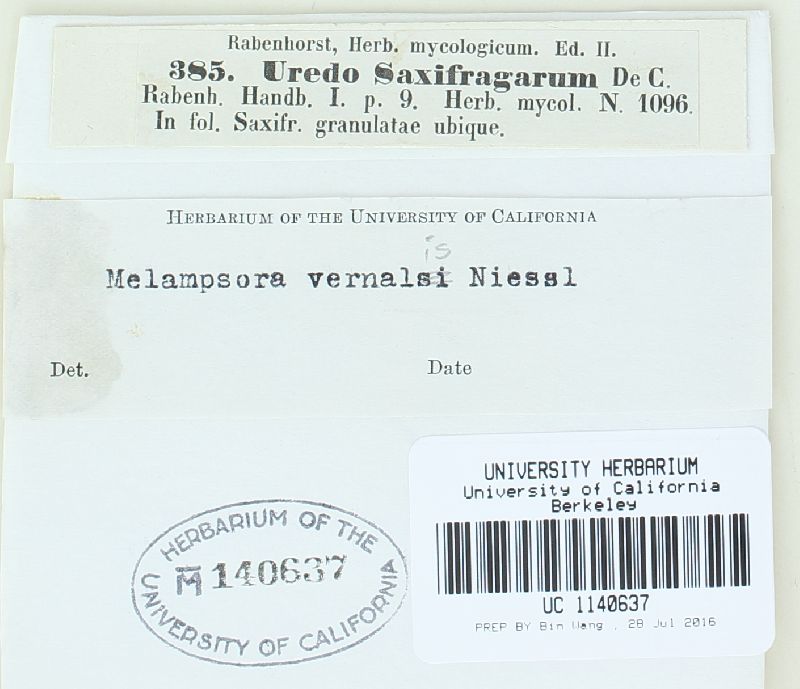 Rabenhorst, Herb. mycologicum. Ed. II.
385. Uredo Saxifragarum De C.
Rabenh. Handb. I. p. 9. Herb. mycol. N. 1096.
In fol. Saxifr. granulatae ubique.
HERBARIUM OF THE UNIVERSITY OF CALIFORNIA
is
Melampsora vernalsi Niessl
Det. Date
UNIVERSITY HERBARIUM
University of California
Berkeley
UC 1140637
PREP BY Bin Wang , 28 Jul 2016
HERBARIUM OF THE
M 140637
UNIVERSITY OF CALIFORNIA